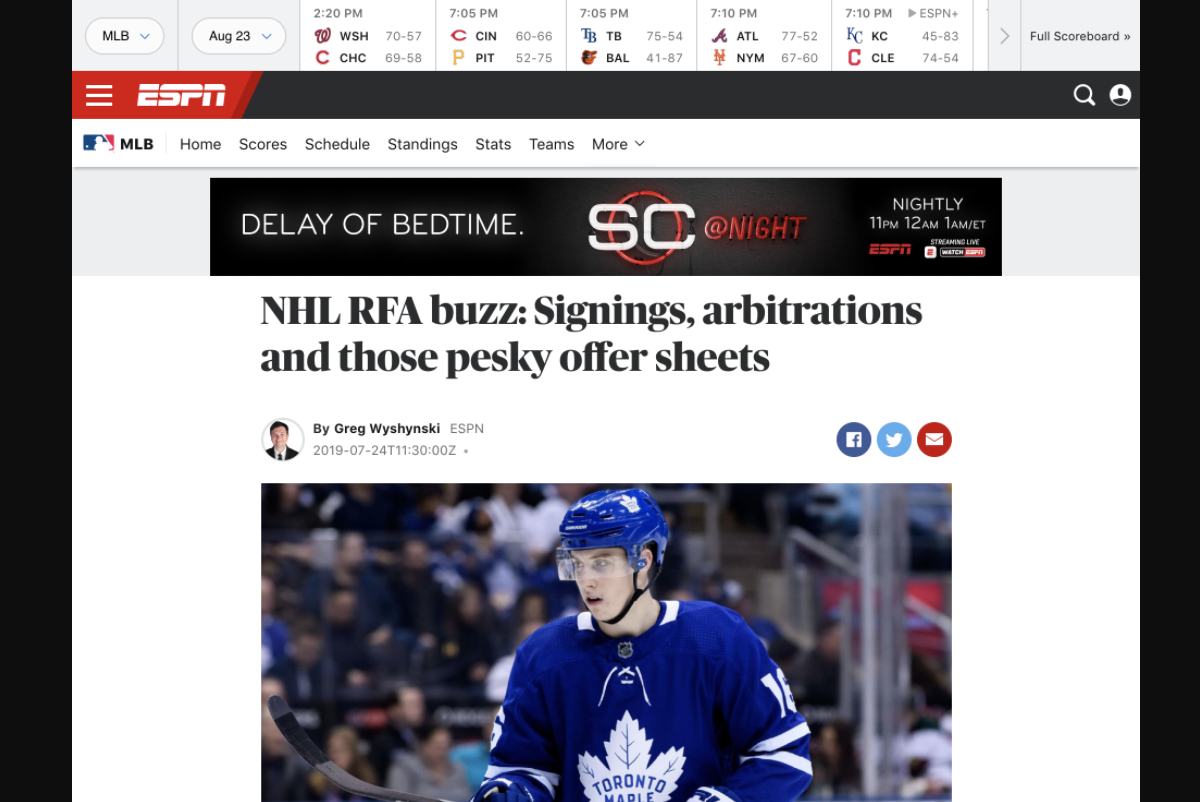 MLB
Aug 23
2:20 PM
WSH 70-57
CHC 69-58
7:05 PM
CIN 60-66
PIT 52-75
7:05 PM
TB 75-54
BAL 41-87
7:10 PM
ATL 77-52
NYM 67-60
7:10 PM ESPN+
KC 45-83
CLE 74-54
Full Scoreboard »
ESPN
MLB Home Scores Schedule Standings Stats Teams More
DELAY OF BEDTIME.
SC @NIGHT
NIGHTLY
11PM 12AM 1AM/ET
STREAMING LIVE
ESPN WATCH ESPN
NHL RFA buzz: Signings, arbitrations
and those pesky offer sheets
By Greg Wyshynski ESPN
2019-07-24T11:30:00Z •
16
TORONTO
MAPLE